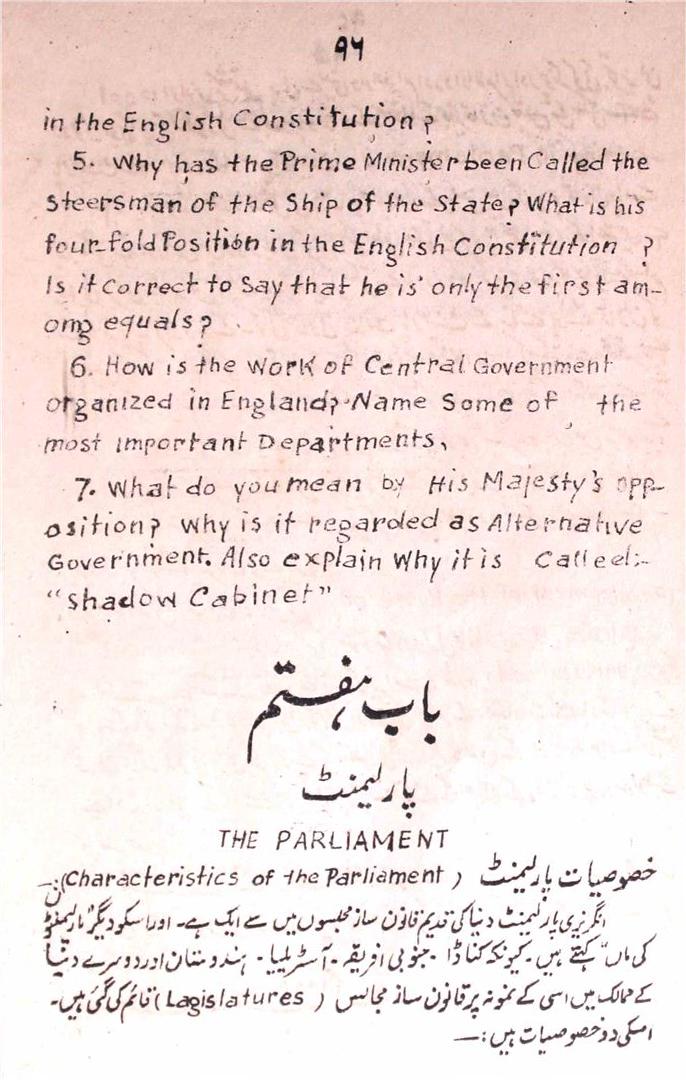 ۹۶
in the English Constitution ?
5. Why has the Prime Minister been Called the
Steersman of the Ship of the State? What is his
four-fold Position in the English Constitution ?
Is it Correct to Say that he is only the first am-
ong equals?
6. How is the Work of Central Government
organized in England? Name Some of the
most important Departments,
7. What do you mean by His Majesty's opp-
osition? Why is it regarded as Alternative
Government. Also explain Why it is Called:-
"Shadow Cabinet"
باب ہفتم
پارلیمنٹ
THE PARLIAMENT
خصوصیات پارلیمنٹ (Characteristics of the Parliament):—
انگریزی پارلیمنٹ دنیا کی قدیم قانون ساز مجلسوں میں سے ایک ہے۔ اور اسکو دیگر "پارلیمنٹوں
کی ماں" کہتے ہیں۔ کیونکہ کناڈا۔ جنوبی افریقہ۔ آسٹریلیا۔ ہندوستان اور دوسرے دنیا
کے ممالک میں اسی کے نمونہ پر قانون ساز مجالس (Lagislatures) قائم کی گئی ہیں۔
اسکی دو خصوصیات ہیں:—